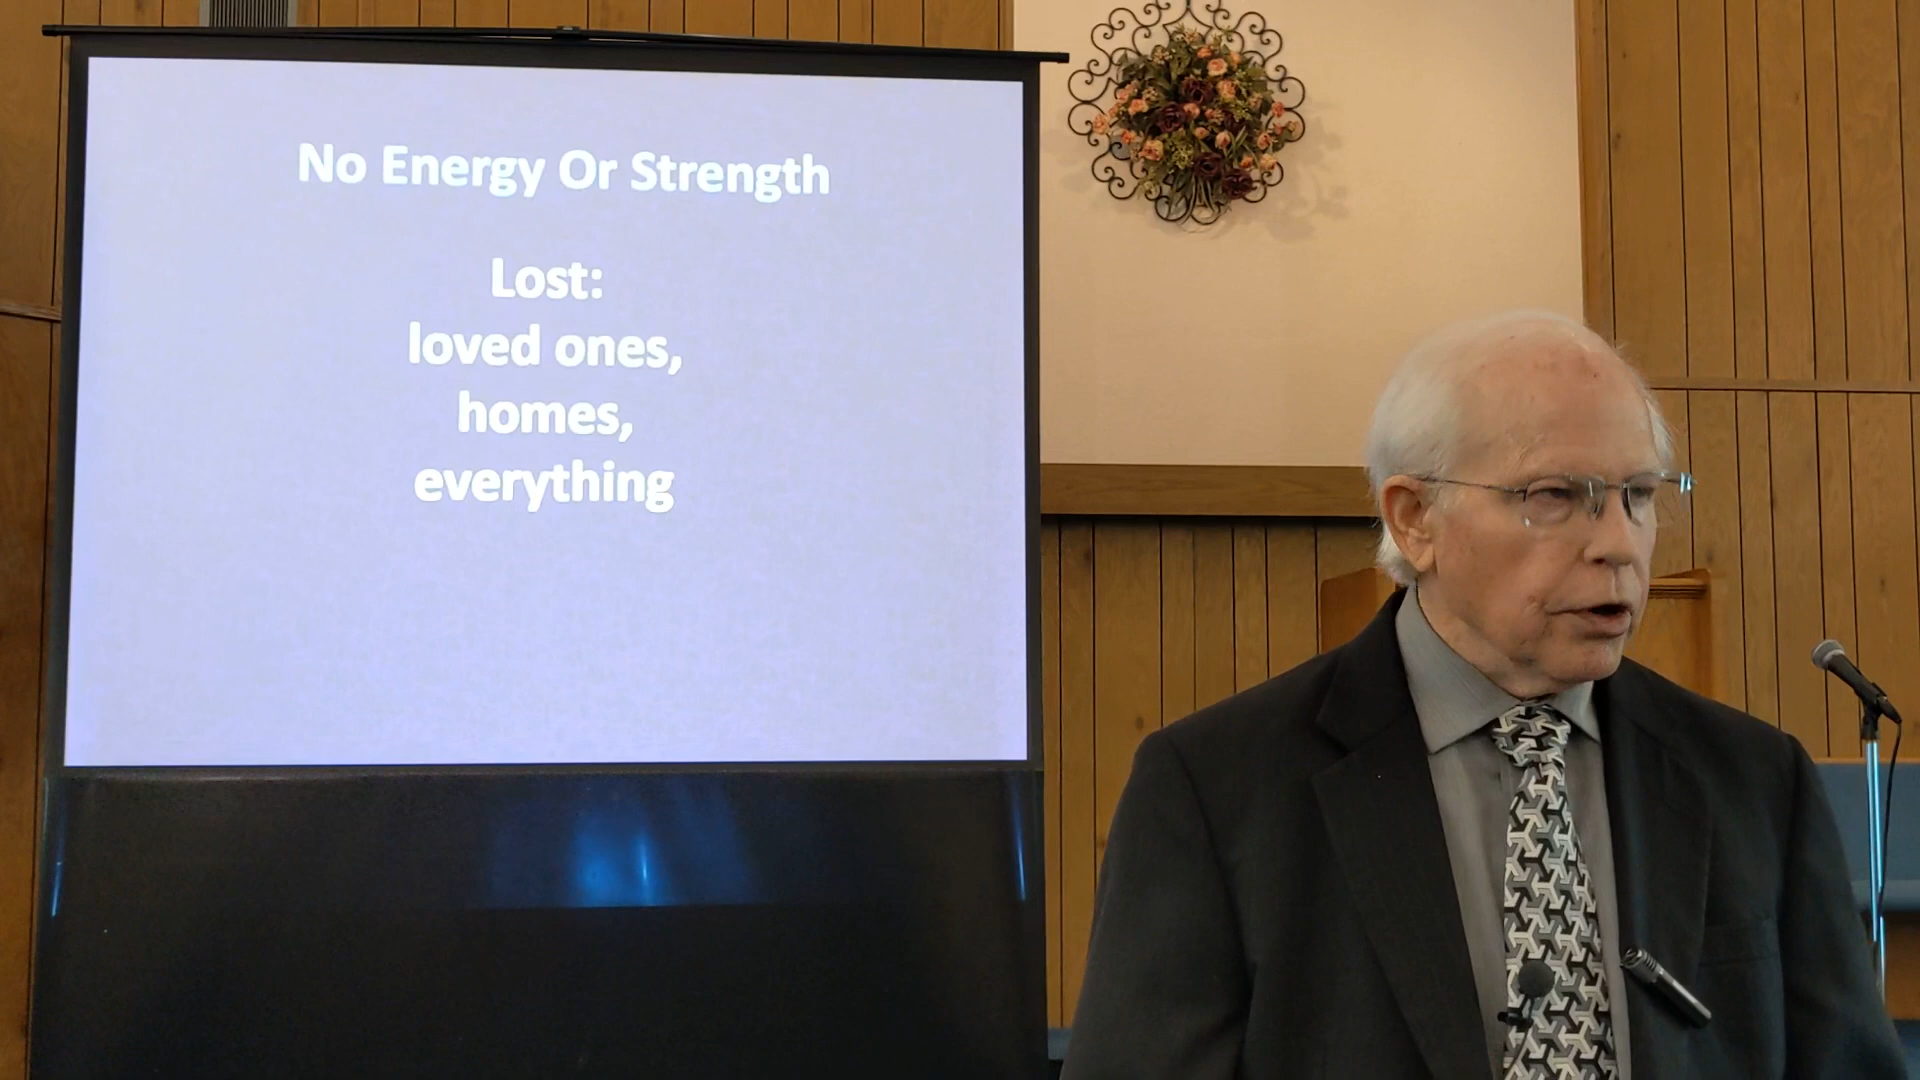 No Energy Or Strength
Lost:
loved ones,
homes,
everything